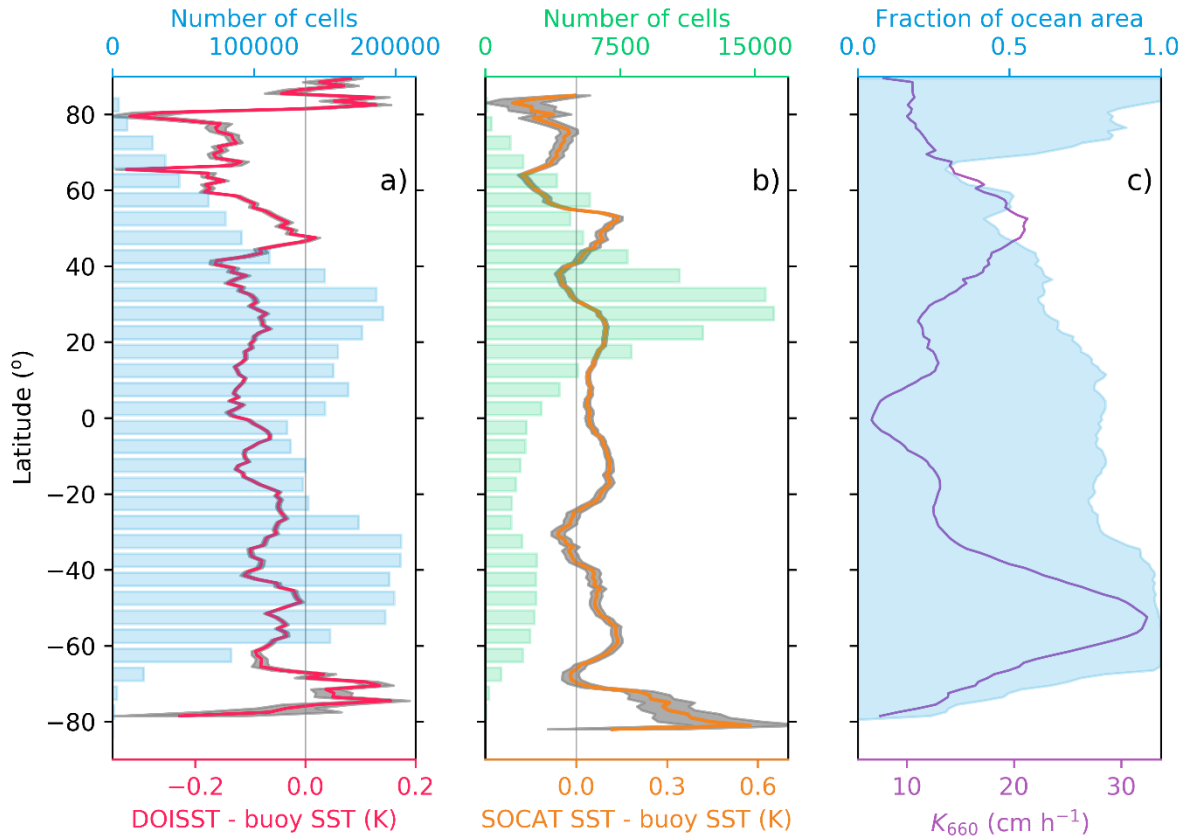 Number of cells
Number of cells
Fraction of ocean area
0 100000 200000
0 7500 15000
0.0 0.5 1.0
a)
b)
c)
Latitude (º)
80
60
40
20
0
−20
−40
−60
−80
−0.2 0.0 0.2
0.0 0.3 0.6
10 20 30
DOISST - buoy SST (K)
SOCAT SST - buoy SST (K)
K660 (cm h−1)